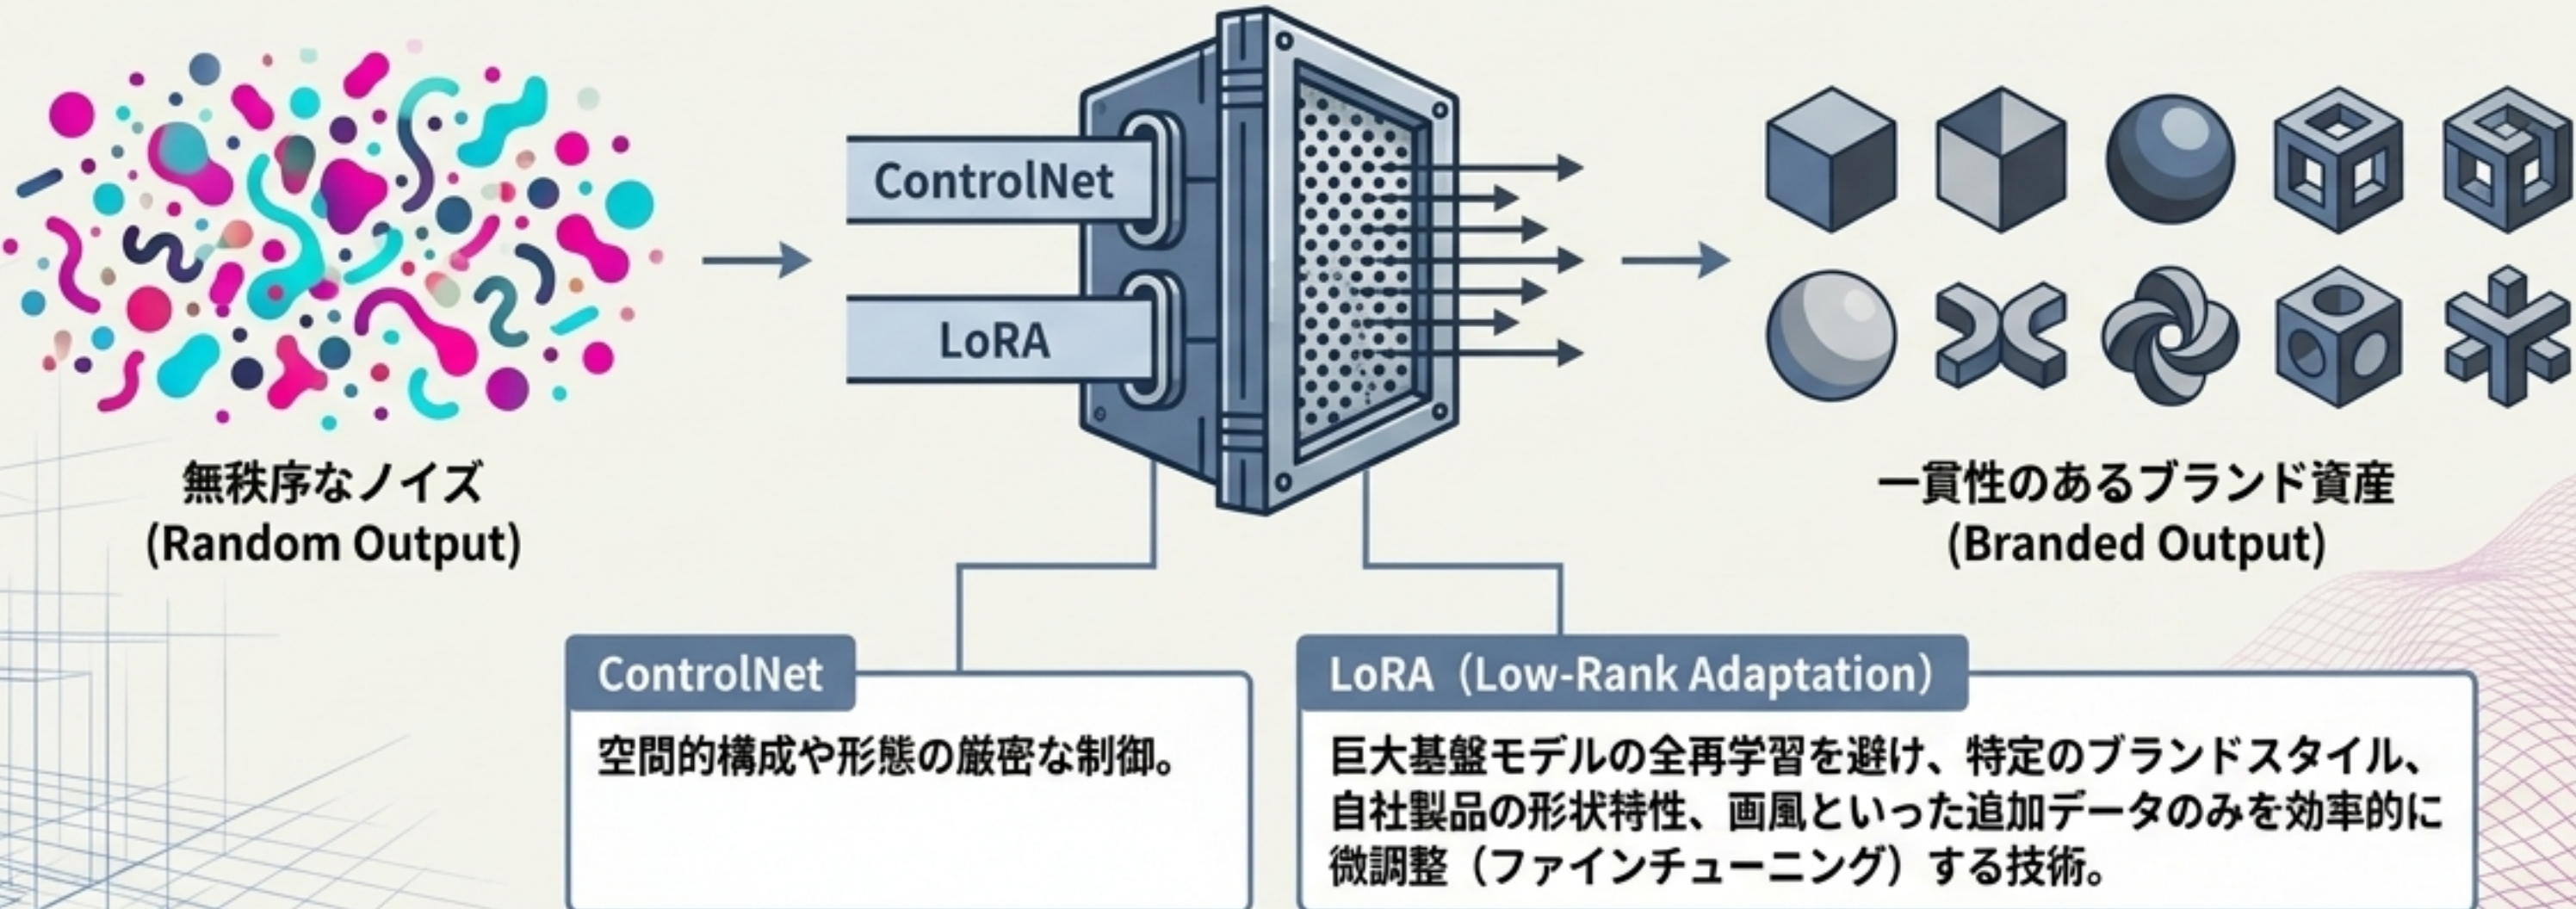 ControlNet
LoRA
無秩序なノイズ
(Random Output)
一貫性のあるブランド資産
(Branded Output)
ControlNet
空間的構成や形態の厳密な制御。
LoRA（Low-Rank Adaptation）
巨大基盤モデルの全再学習を避け、特定のブランドスタイル、
自社製品の形状特性、画風といった追加データのみを効率的に
微調整（ファインチューニング）する技術。